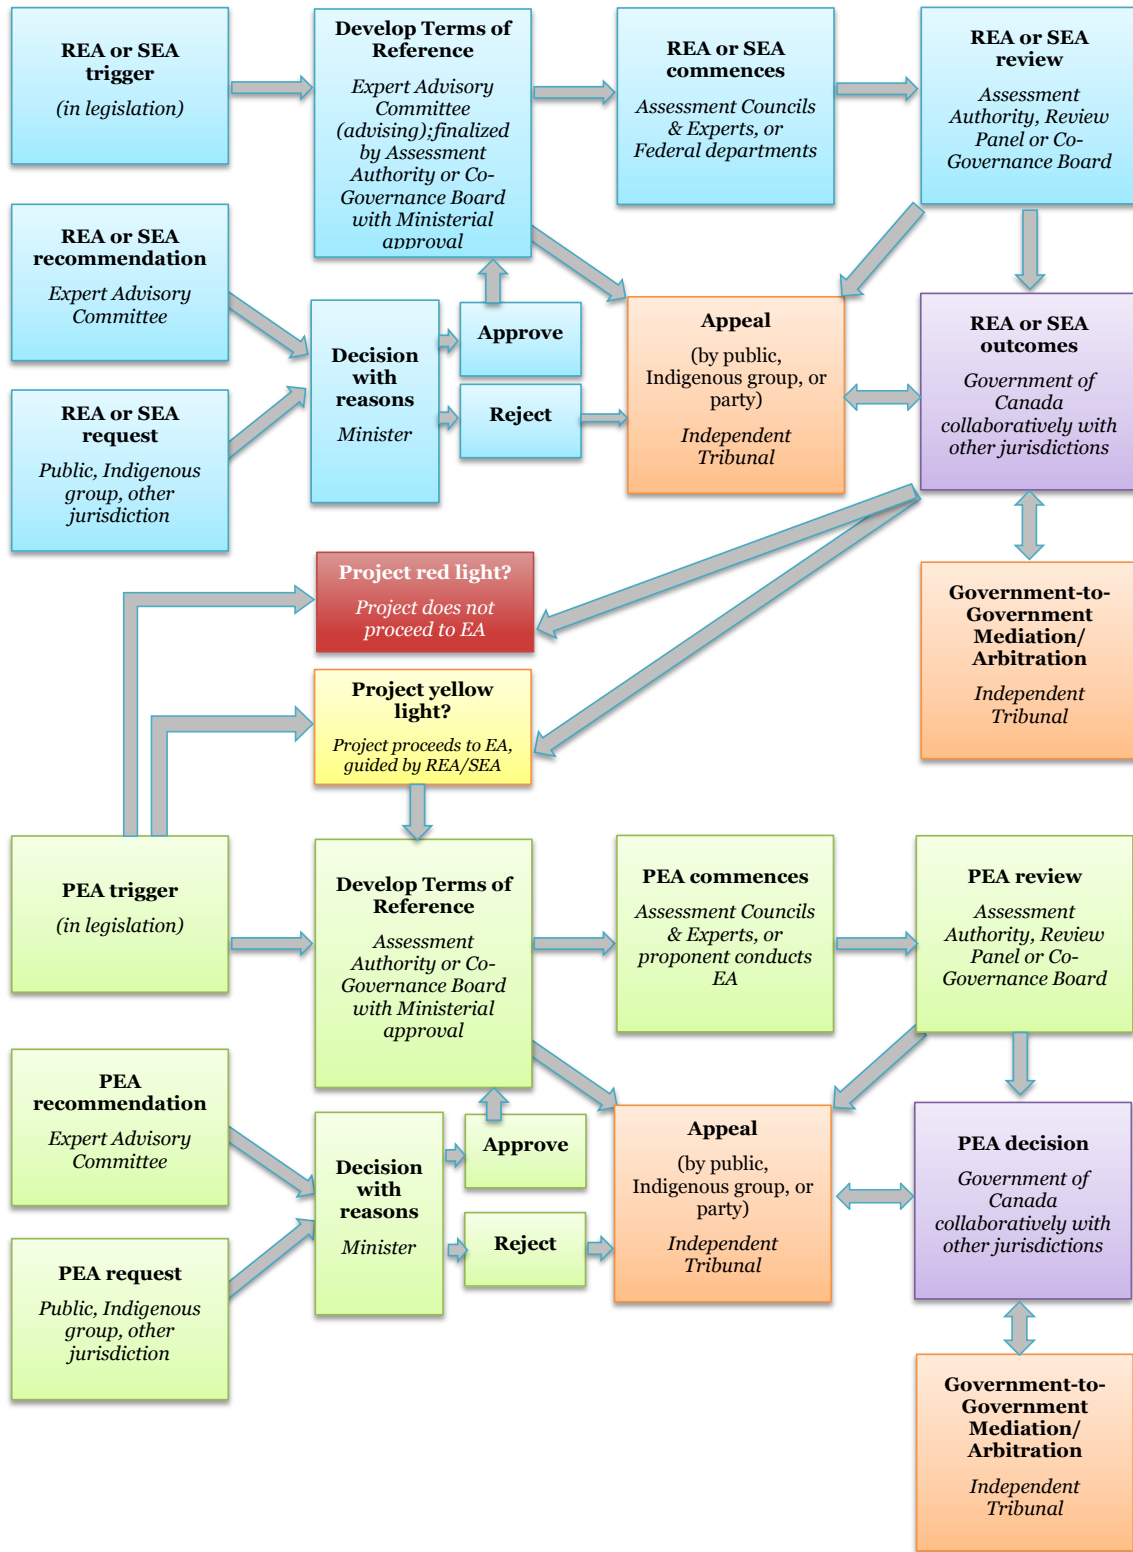 REA or SEA
trigger
(in legislation)
Develop Terms of
Reference
Expert Advisory
Committee
(advising);finalized
by Assessment
Authority or Co-
Governance Board
with Ministerial
approval
REA or SEA
commences
Assessment Councils
& Experts, or
Federal departments
REA or SEA
review
Assessment
Authority, Review
Panel or Co-
Governance Board
REA or SEA
recommendation
Expert Advisory
Committee
REA or SEA
request
Public, Indigenous
group, other
jurisdiction
Decision
with
reasons
Minister
Approve
Reject
Appeal
(by public,
Indigenous group, or
party)
Independent
Tribunal
REA or SEA
outcomes
Government of
Canada
collaboratively with
other jurisdictions
Project red light?
Project does not
proceed to EA
Government-to-
Government
Mediation/
Arbitration
Independent
Tribunal
Project yellow
light?
Project proceeds to EA,
guided by REA/SEA
PEA trigger
(in legislation)
Develop Terms of
Reference
Assessment
Authority or Co-
Governance Board
with Ministerial
approval
PEA commences
Assessment Councils
& Experts, or
proponent conducts
EA
PEA review
Assessment
Authority, Review
Panel or Co-
Governance Board
PEA
recommendation
Expert Advisory
Committee
PEA request
Public, Indigenous
group, other
jurisdiction
Decision
with
reasons
Minister
Approve
Reject
Appeal
(by public,
Indigenous group, or
party)
Independent
Tribunal
PEA decision
Government of
Canada
collaboratively with
other jurisdictions
Government-to-
Government
Mediation/
Arbitration
Independent
Tribunal